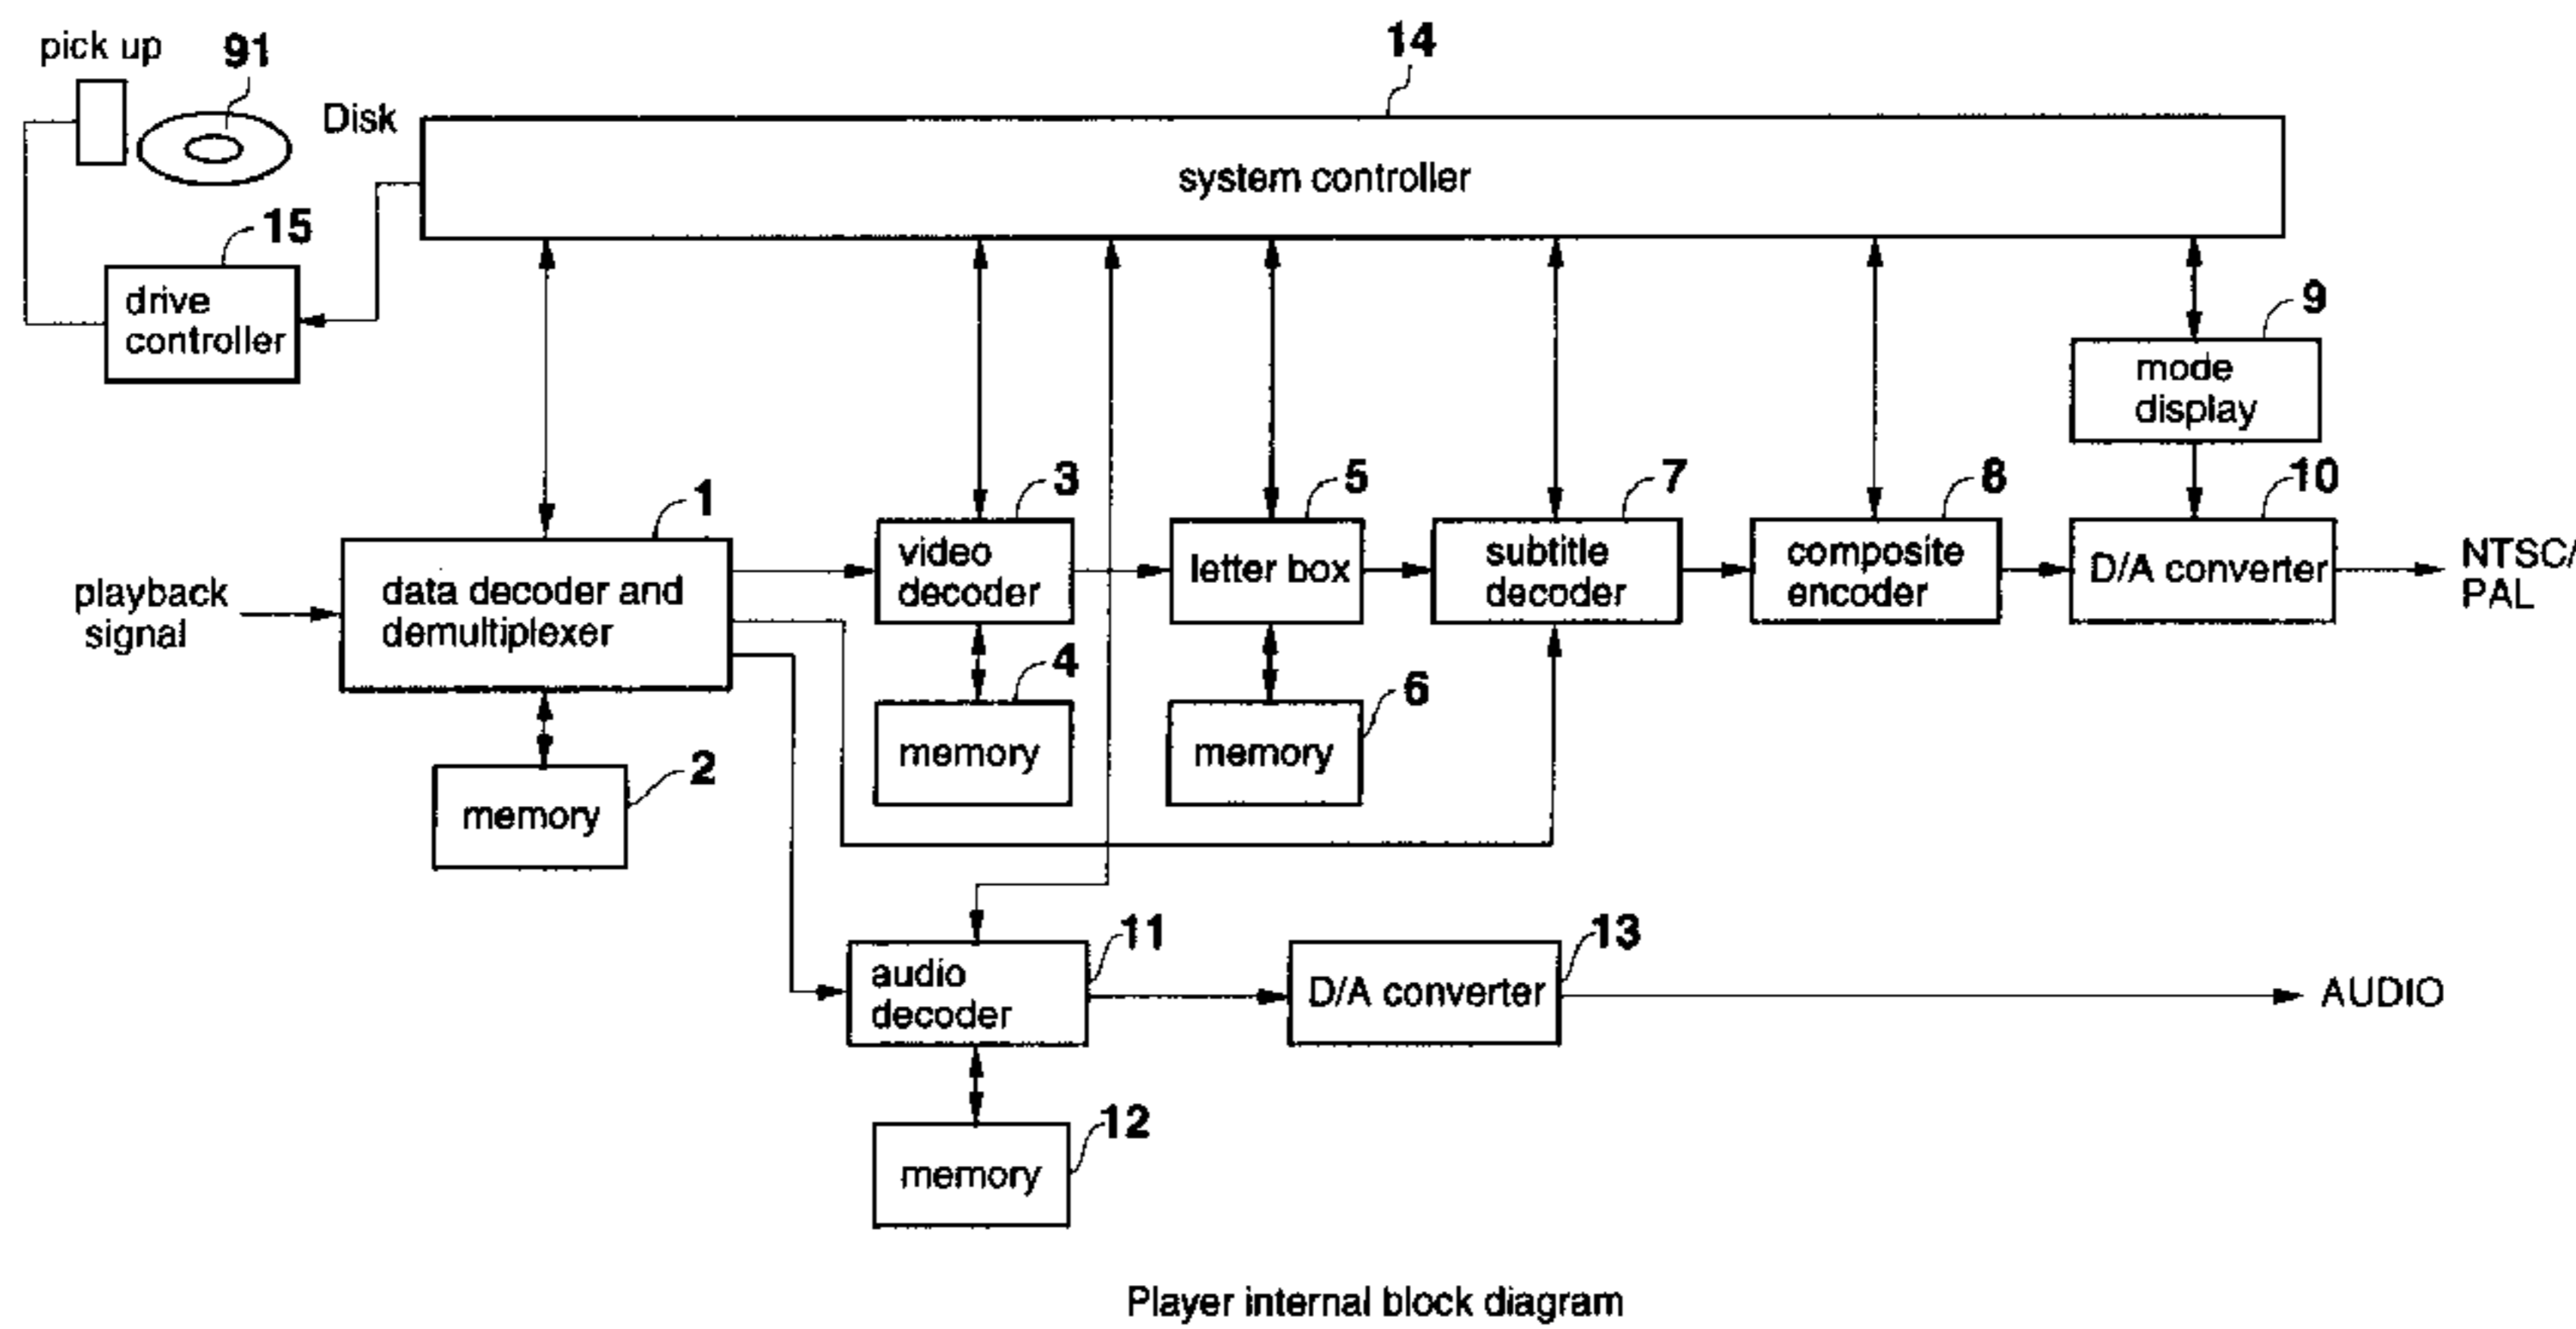 pick up
91
14
Disk
system controller
15
drive
controller
9
mode
display
1
3
5
7
8
10
playback
signal
data decoder and
demultiplexer
video
decoder
letter box
subtitle
decoder
composite
encoder
D/A converter
NTSC/
PAL
4
memory
6
memory
2
memory
11
audio
decoder
13
D/A converter
AUDIO
12
memory
Player internal block diagram